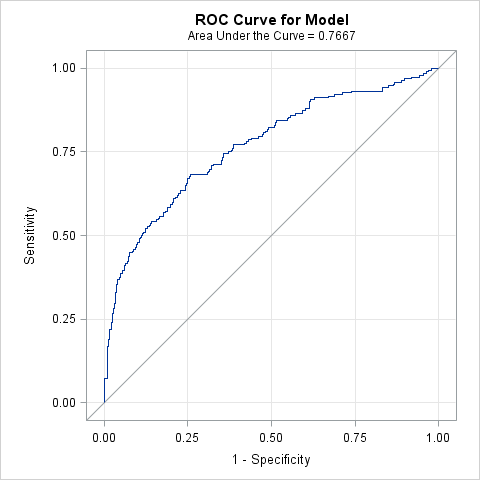 ROC Curve for Model
Area Under the Curve = 0.7667
1.00
0.75
0.50
0.25
0.00
Sensitivity
0.00 0.25 0.50 0.75 1.00
1 - Specificity